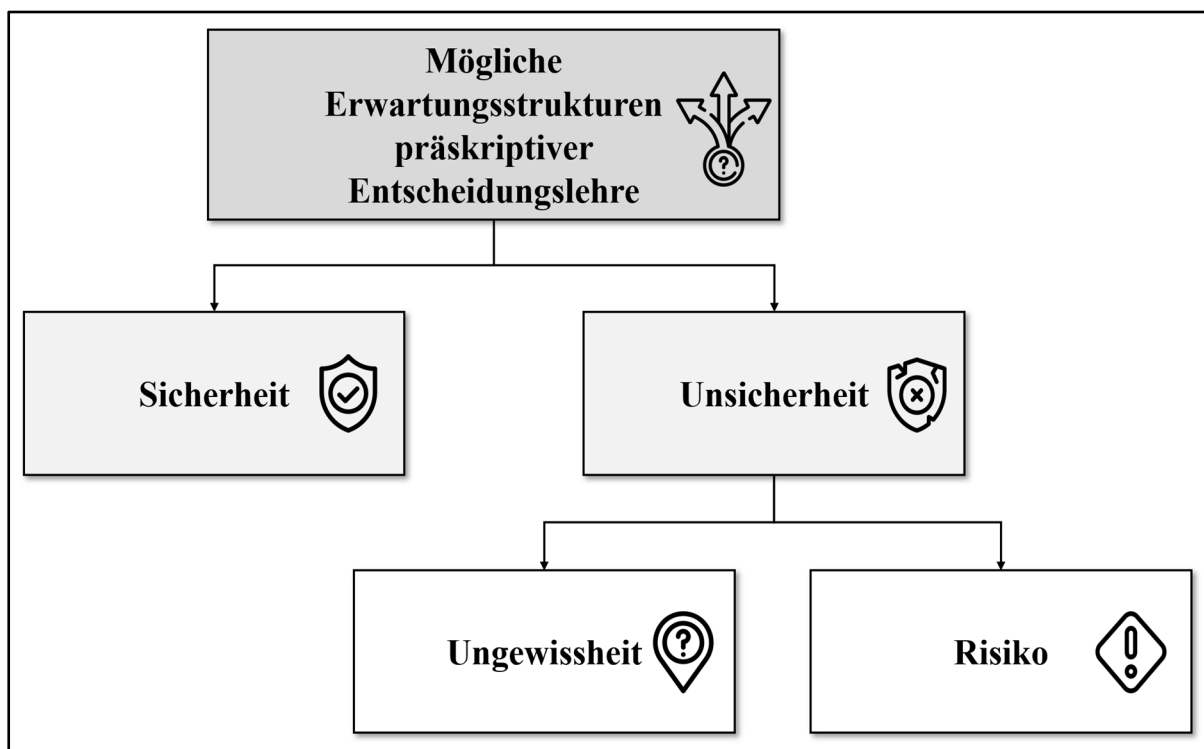 Mögliche
Erwartungsstrukturen
präskriptiver
Entscheidungslehre
Sicherheit
Unsicherheit
Ungewissheit
Risiko